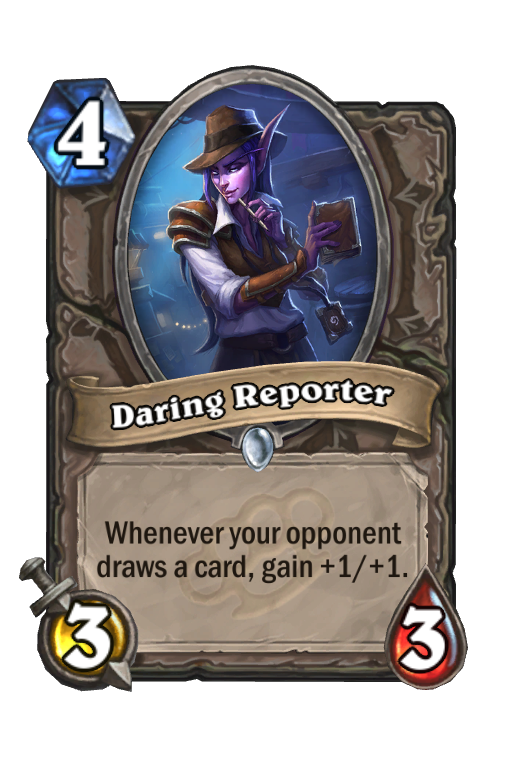 4
Daring Reporter
Whenever your opponent
draws a card, gain +1/+1.
3
3